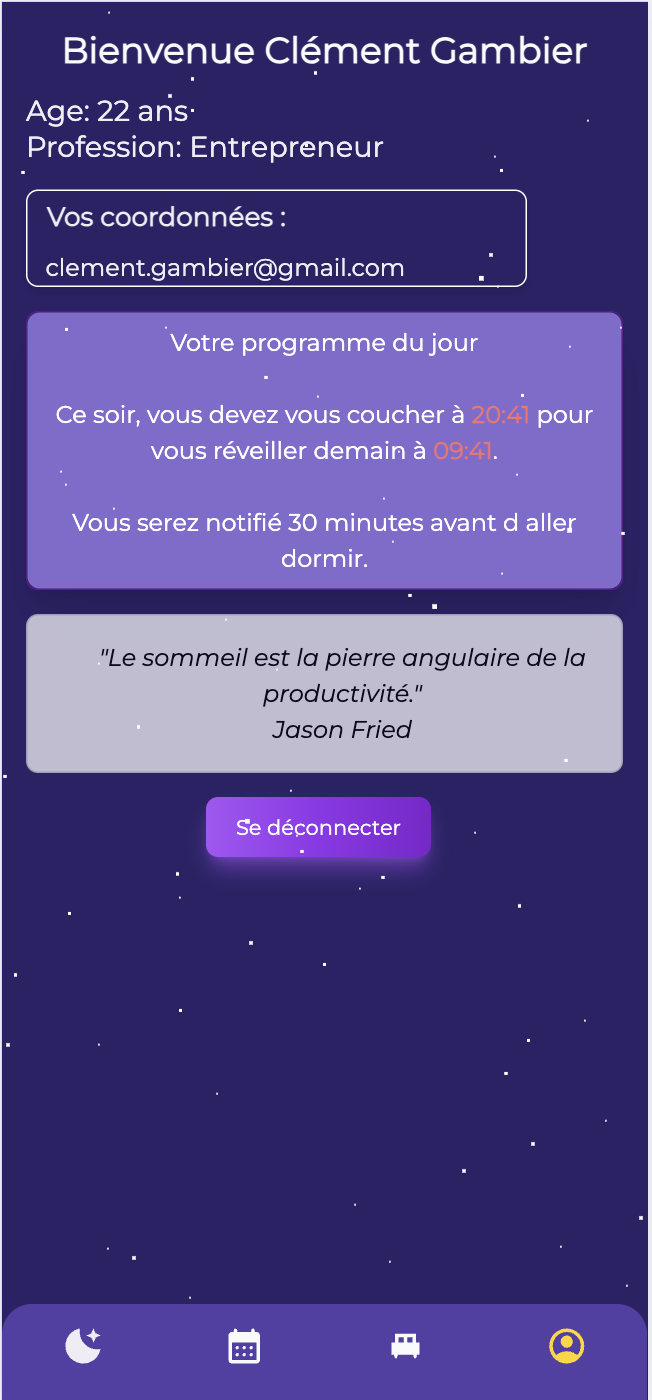 Bienvenue Clément Gambier
Age: 22 ans
Profession: Entrepreneur
Vos coordonnées :
clement.gambier@gmail.com
Votre programme du jour
Ce soir, vous devez vous coucher à 20:41 pour
vous réveiller demain à 09:41.
Vous serez notifié 30 minutes avant d aller
dormir.
"Le sommeil est la pierre angulaire de la
productivité."
Jason Fried
Se déconnecter